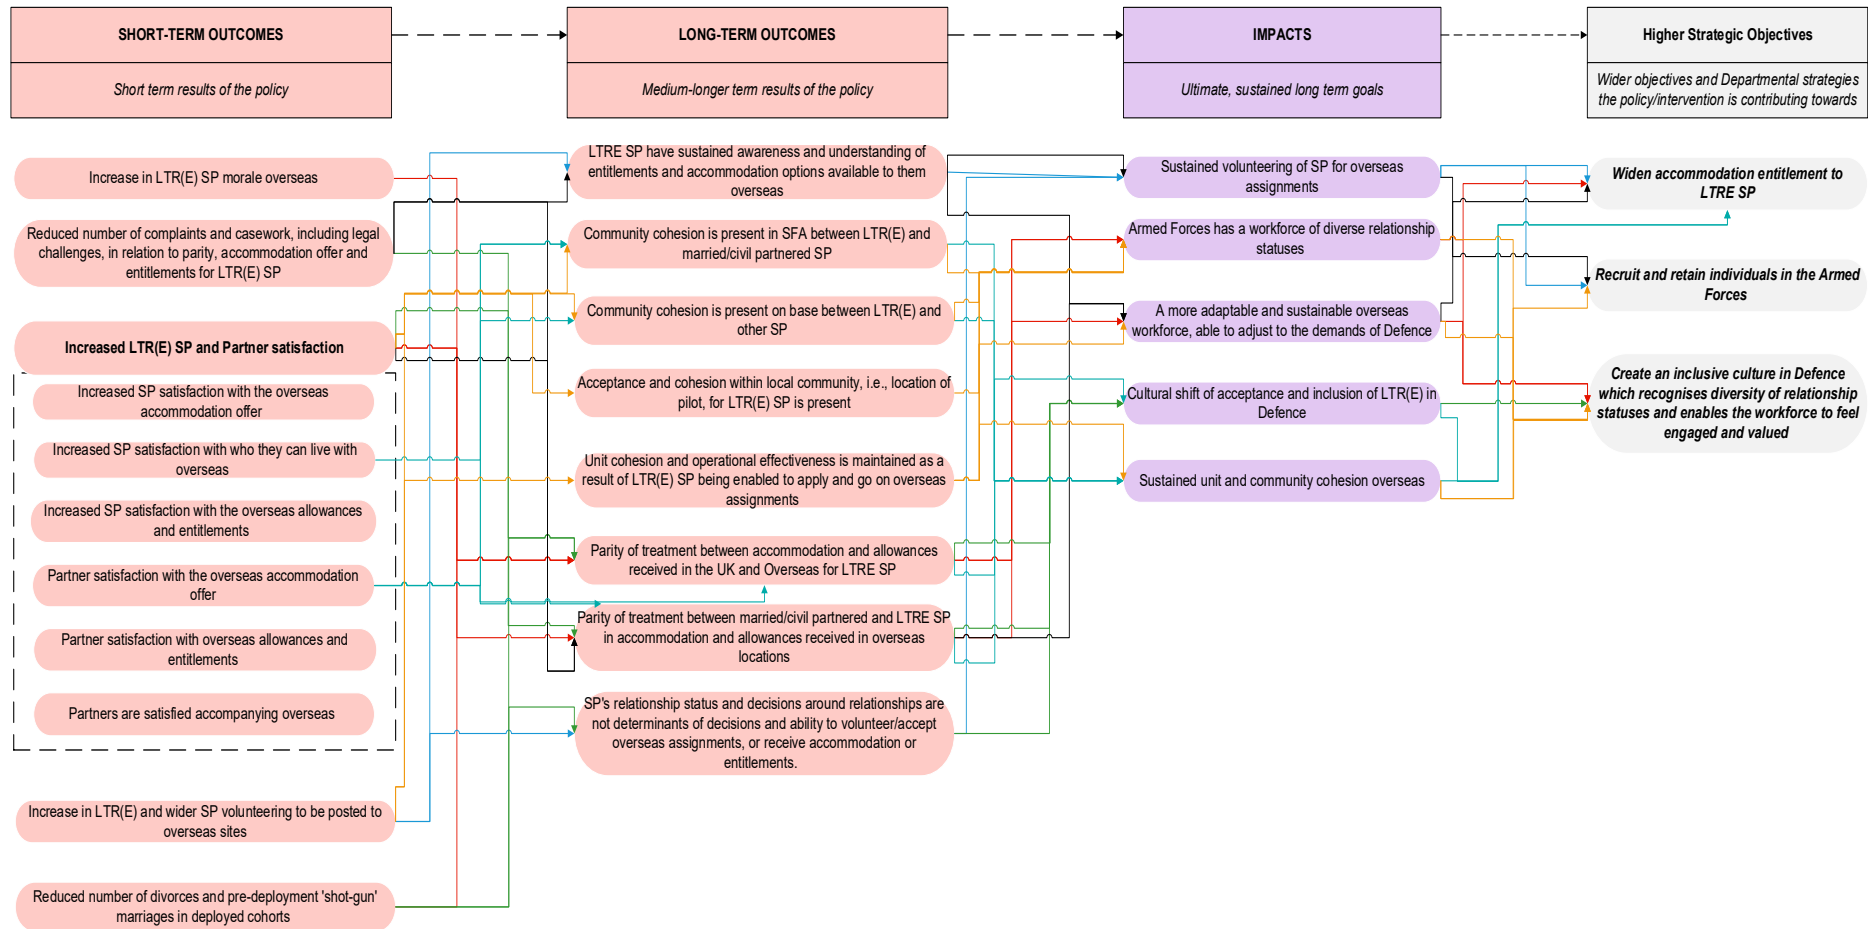 SHORT-TERM OUTCOMES
Short term results of the policy
LONG-TERM OUTCOMES
Medium-longer term results of the policy
IMPACTS
Ultimate, sustained long term goals
Higher Strategic Objectives
Wider objectives and Departmental strategies
the policy/intervention is contributing towards
Increase in LTR(E) SP morale overseas
Reduced number of complaints and casework, including legal
challenges, in relation to parity, accommodation offer and
entitlements for LTR(E) SP
Increased LTR(E) SP and Partner satisfaction
Increased SP satisfaction with the overseas
accommodation offer
Increased SP satisfaction with who they can live with
overseas
Increased SP satisfaction with the overseas allowances
and entitlements
Partner satisfaction with the overseas accommodation
offer
Partner satisfaction with overseas allowances and
entitlements
Partners are satisfied accompanying overseas
Increase in LTR(E) and wider SP volunteering to be posted to
overseas sites
Reduced number of divorces and pre-deployment 'shot-gun'
marriages in deployed cohorts
LTRE SP have sustained awareness and understanding of
entitlements and accommodation options available to them
overseas
Community cohesion is present in SFA between LTR(E) and
married/civil partnered SP
Community cohesion is present on base between LTR(E) and
other SP
Acceptance and cohesion within local community, i.e., location of
pilot, for LTR(E) SP is present
Unit cohesion and operational effectiveness is maintained as a
result of LTR(E) SP being enabled to apply and go on overseas
assignments
Parity of treatment between accommodation and allowances
received in the UK and Overseas for LTRE SP
Parity of treatment between married/civil partnered and LTRE SP
in accommodation and allowances received in overseas
locations
SP's relationship status and decisions around relationships are
not determinants of decisions and ability to volunteer/accept
overseas assignments, or receive accommodation or
entitlements.
Sustained volunteering of SP for overseas
assignments
Armed Forces has a workforce of diverse relationship
statuses
A more adaptable and sustainable overseas
workforce, able to adjust to the demands of Defence
Cultural shift of acceptance and inclusion of LTR(E) in
Defence
Sustained unit and community cohesion overseas
Widen accommodation entitlement to
LTRE SP
Recruit and retain individuals in the Armed
Forces
Create an inclusive culture in Defence
which recognises diversity of relationship
statuses and enables the workforce to feel
engaged and valued